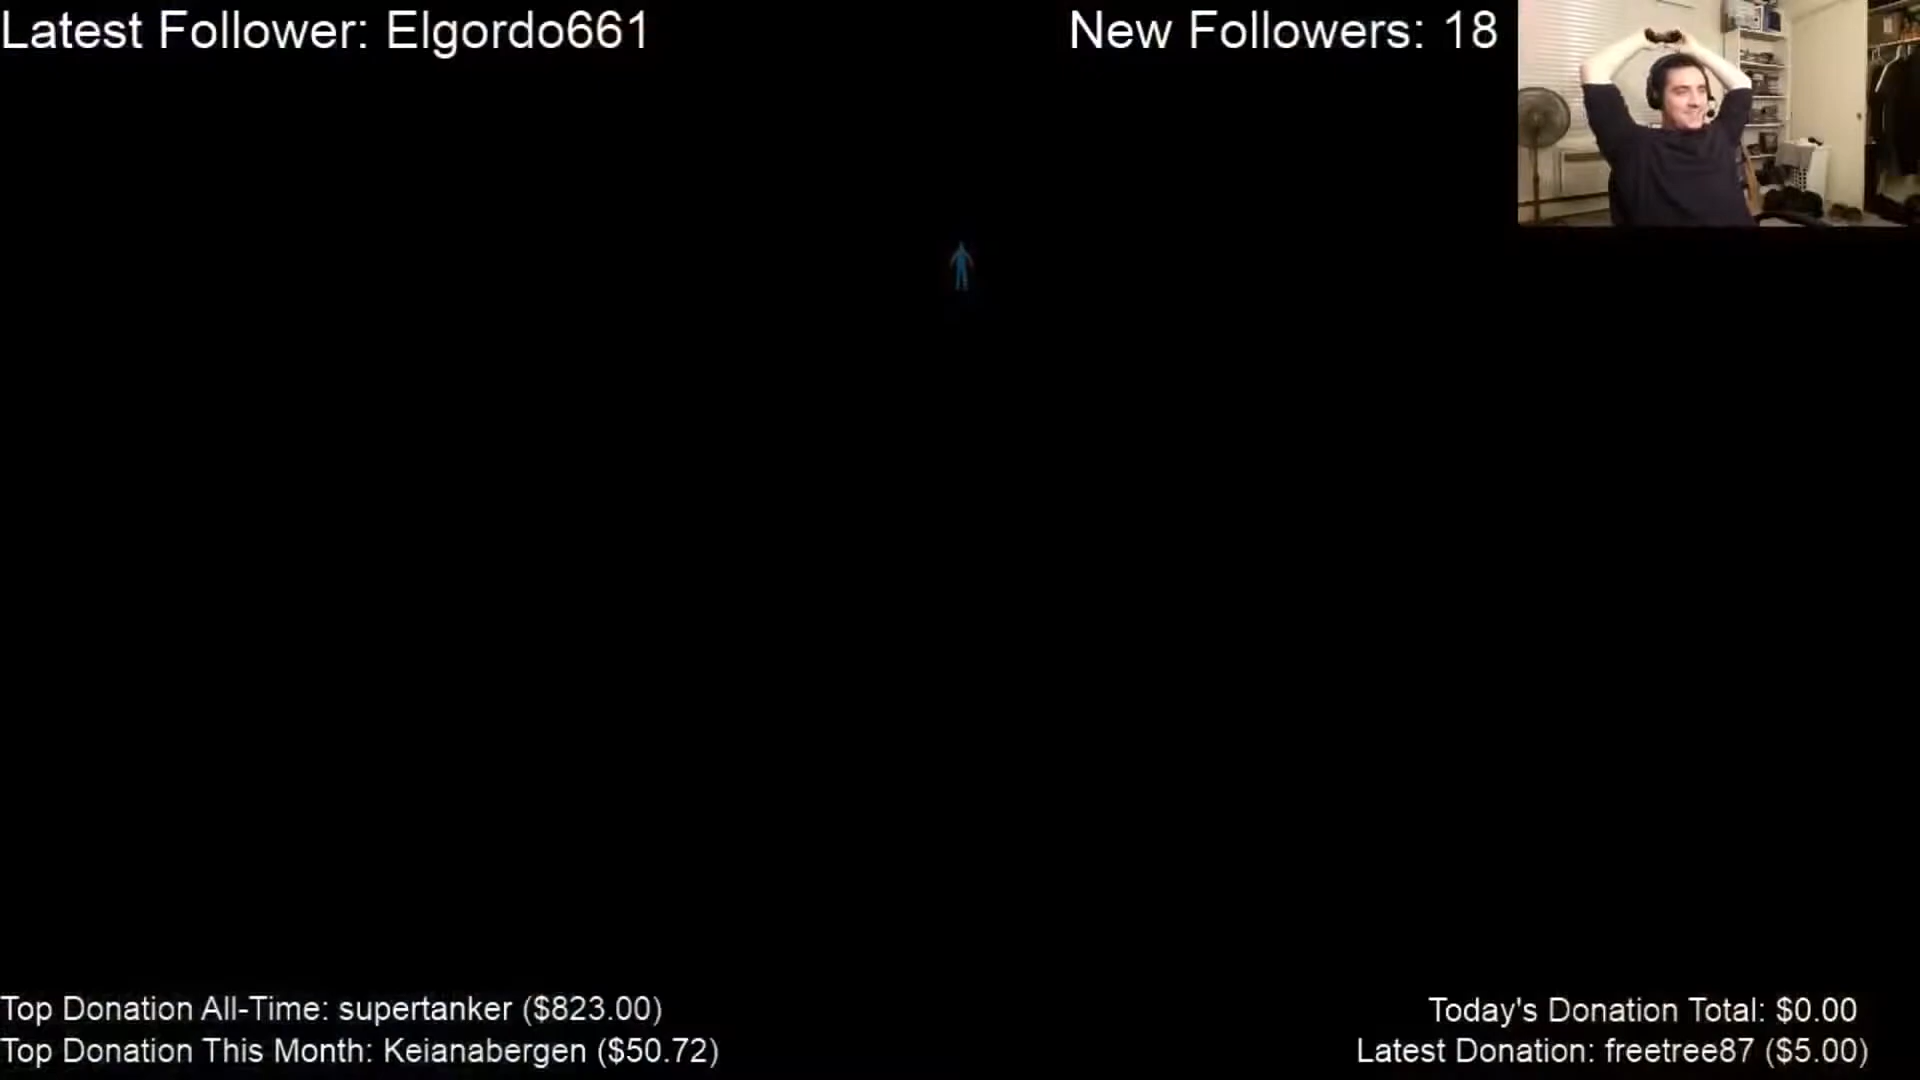 Latest Follower: Elgordo661
New Followers: 18
Top Donation All-Time: supertanker ($823.00)
Today's Donation Total: $0.00
Top Donation This Month: Keianabergen ($50.72)
Latest Donation: freetree87 ($5.00)